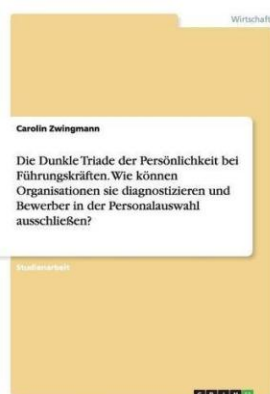 Wirtschaft
Carolin Zwingmann
Die Dunkle Triade der Persönlichkeit bei
Führungskräften. Wie können
Organisationen sie diagnostizieren und
Bewerber in der Personalauswahl
ausschließen?
Studienarbeit
GRIN